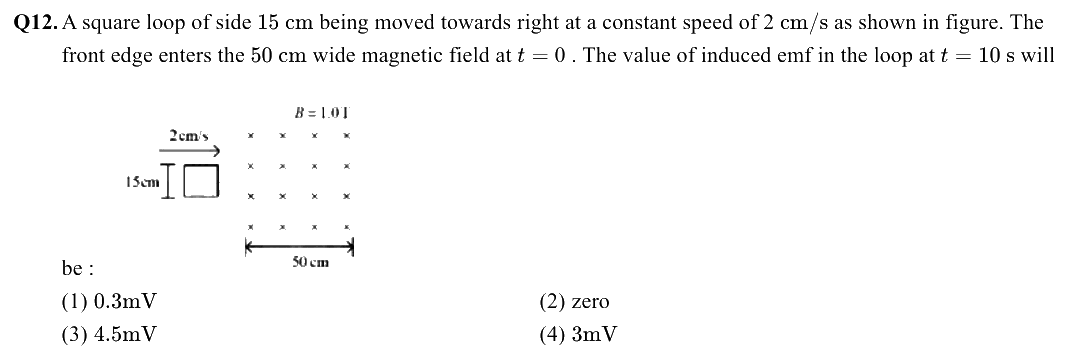 Q12. A square loop of side 15 cm being moved towards right at a constant speed of 2 cm/s as shown in figure. The
front edge enters the 50 cm wide magnetic field at t = 0 . The value of induced emf in the loop at t = 10 s will
B = 1.0 T
2cm/s
15cm
50 cm
be :
(1) 0.3mV
(2) zero
(3) 4.5mV
(4) 3mV